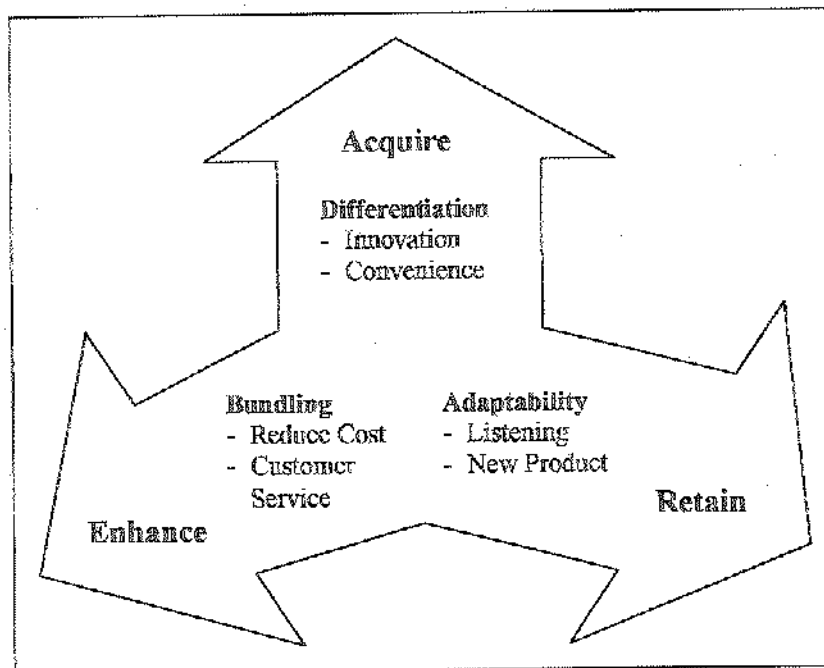 Acquire
Differentiation
- Innovation
- Convenience
Bundling
- Reduce Cost
- Customer
Service
Adaptability
- Listening
- New Product
Retain
Enhance